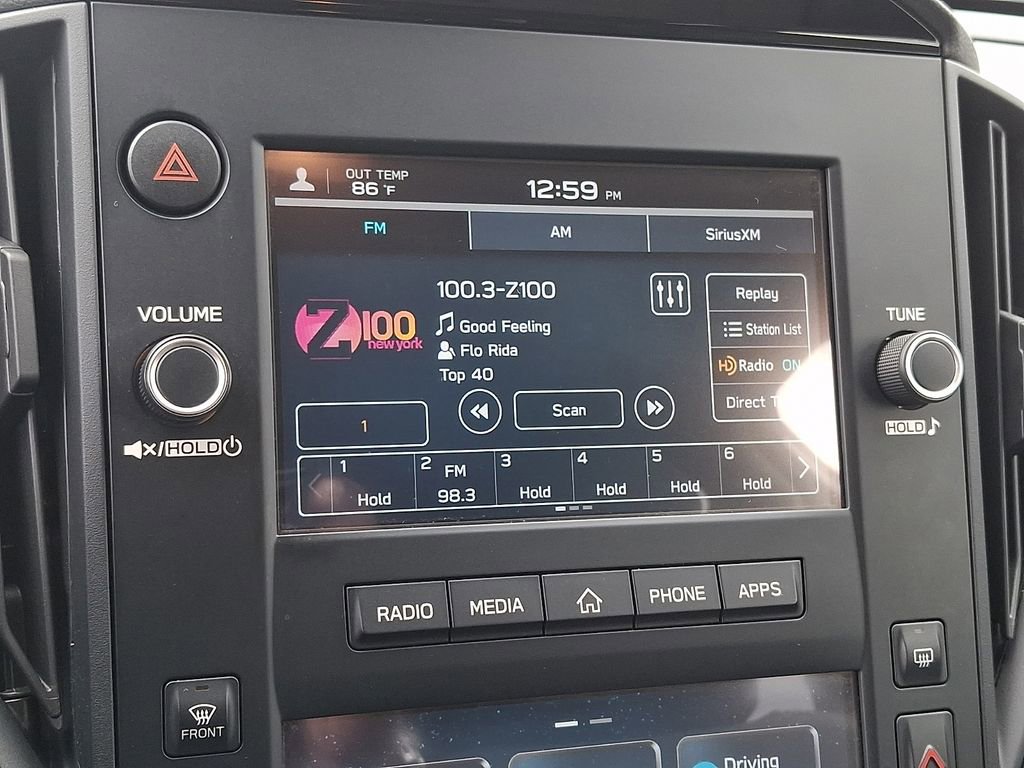 OUT TEMP
86 °F
12:59 PM
FM
AM
SiriusXM
VOLUME
TUNE
100.3-Z100
Z100
new york
Good Feeling
Flo Rida
Top 40
Replay
Station List
HD Radio ON
Direct T
1
Scan
1 Hold
2 FM 98.3
3 Hold
4 Hold
5 Hold
6 Hold
×/HOLD
HOLD
RADIO
MEDIA
PHONE
APPS
FRONT
Driving